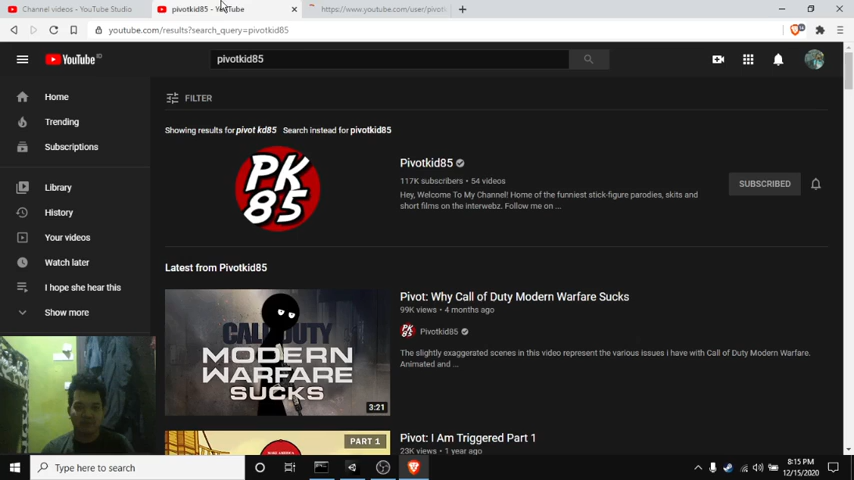 Channel videos - YouTube Studio
pivotkid85 - YouTube
https://www.youtube.com/user/pivot
youtube.com/results?search_query=pivotkid85
YouTube
pivotkid85
Home
Trending
Subscriptions
Library
History
Your videos
Watch later
I hope she hear this
Show more
FILTER
Showing results for pivot kd85 Search instead for pivotkid85
PK
85
Pivotkid85
117K subscribers • 54 videos
Hey, Welcome To My Channel! Home of the funniest stick-figure parodies, skits and
short films on the interwebz. Follow me on ...
SUBSCRIBED
Latest from Pivotkid85
CALL OF DUTY
MODERN
WARFARE
SUCKS
3:21
Pivot: Why Call of Duty Modern Warfare Sucks
99K views • 4 months ago
Pivotkid85
The slightly exaggerated scenes in this video represent the various issues i have with Call of Duty Modern Warfare.
Animated and ...
PART 1
Pivot: I Am Triggered Part 1
23K views • 1 year ago
Type here to search
8:15 PM
12/15/2020